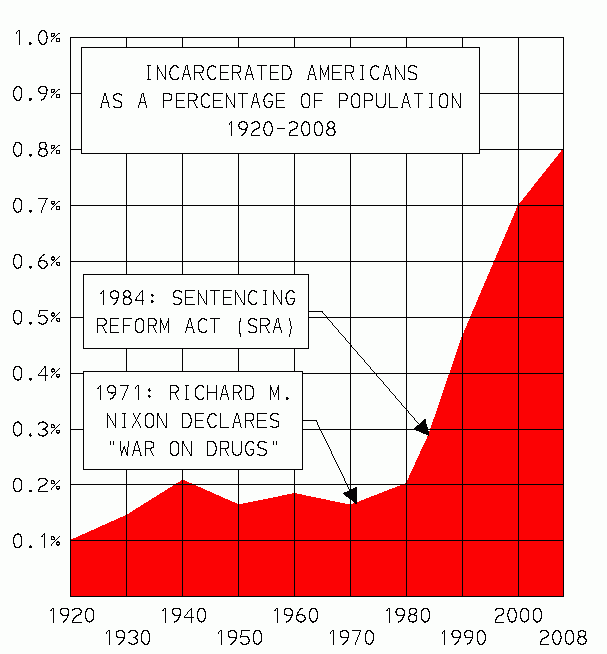 1.0%
INCARCERATED AMERICANS
0.9%
AS A PERCENTAGE OF POPULATION
1920-2008
0.8%
0.7%
0.6%
1984: SENTENCING
REFORM ACT (SRA)
0.5%
0.4%
1971: RICHARD M.
NIXON DECLARES
"WAR ON DRUGS"
0.3%
0.2%
0.1%
1920 1940 1960 1980 2000
1930 1950 1970 1990 2008